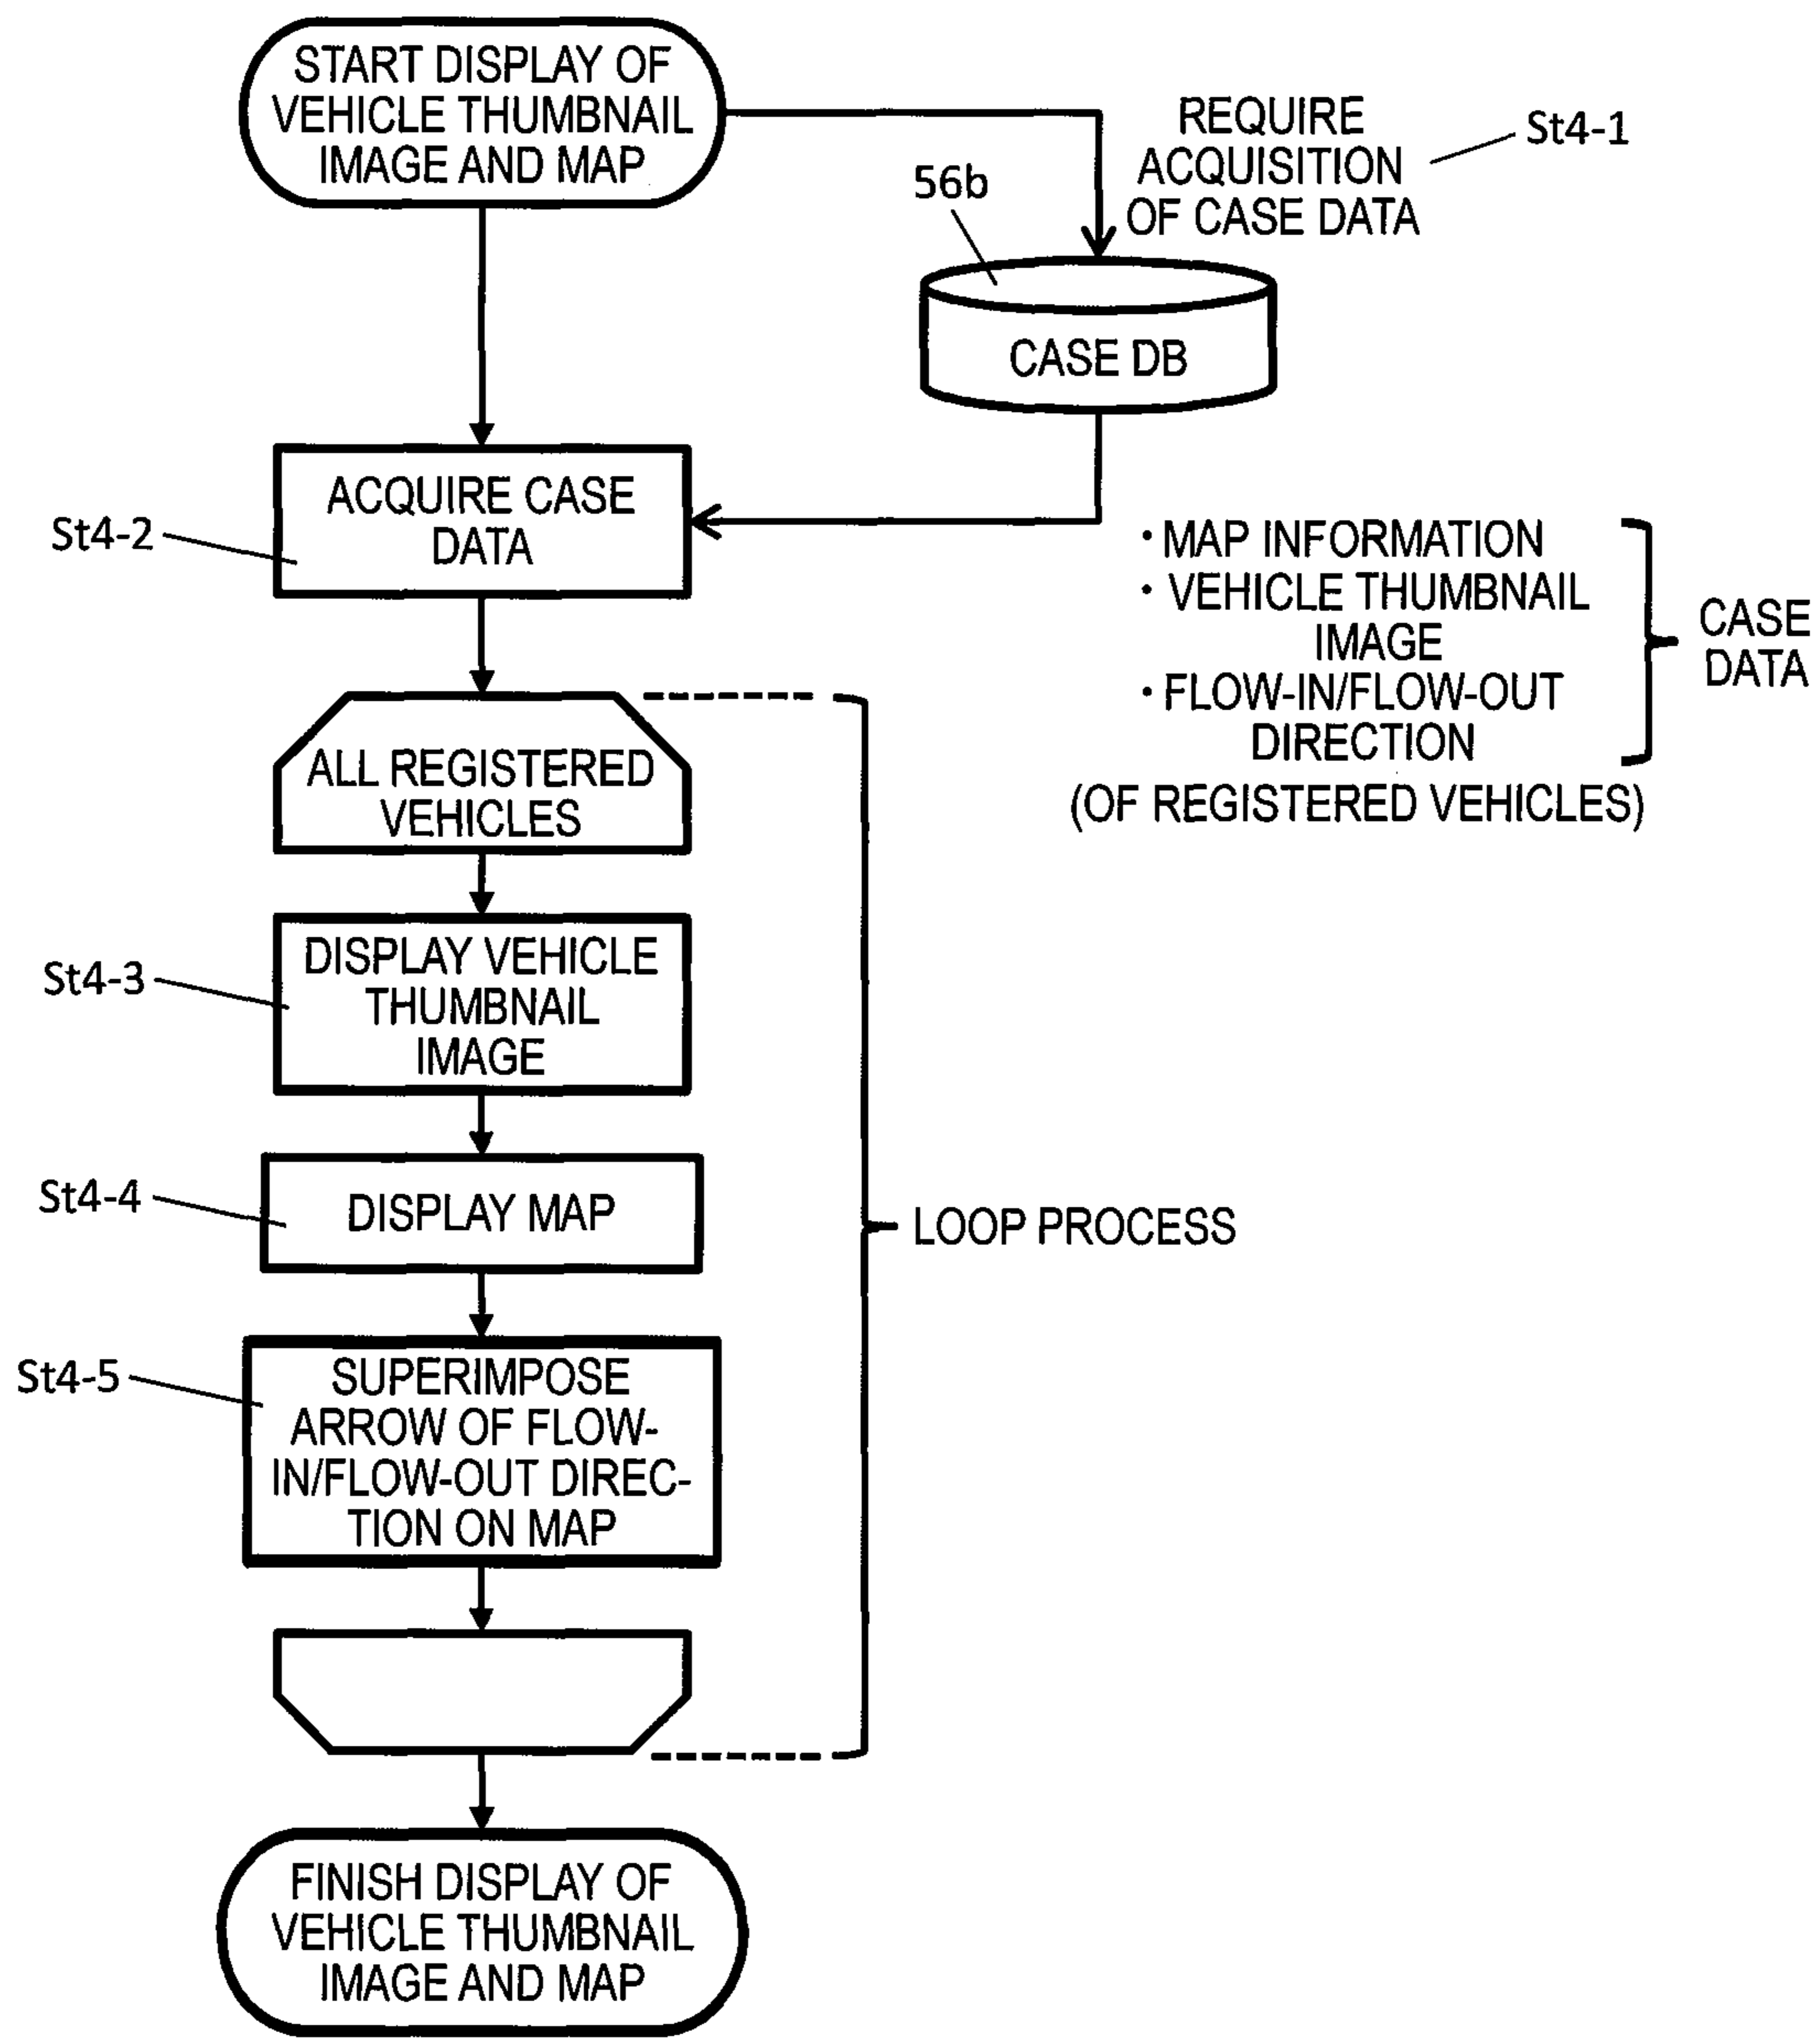 START DISPLAY OF
VEHICLE THUMBNAIL
IMAGE AND MAP
REQUIRE
ACQUISITION
OF CASE DATA
St4-1
56b
CASE DB
ACQUIRE CASE
DATA
St4-2
・MAP INFORMATION
・VEHICLE THUMBNAIL
IMAGE
・FLOW-IN/FLOW-OUT
DIRECTION
(OF REGISTERED VEHICLES)
CASE
DATA
ALL REGISTERED
VEHICLES
DISPLAY VEHICLE
THUMBNAIL
IMAGE
St4-3
DISPLAY MAP
St4-4
LOOP PROCESS
SUPERIMPOSE
ARROW OF FLOW-
IN/FLOW-OUT DIREC-
TION ON MAP
St4-5
FINISH DISPLAY OF
VEHICLE THUMBNAIL
IMAGE AND MAP